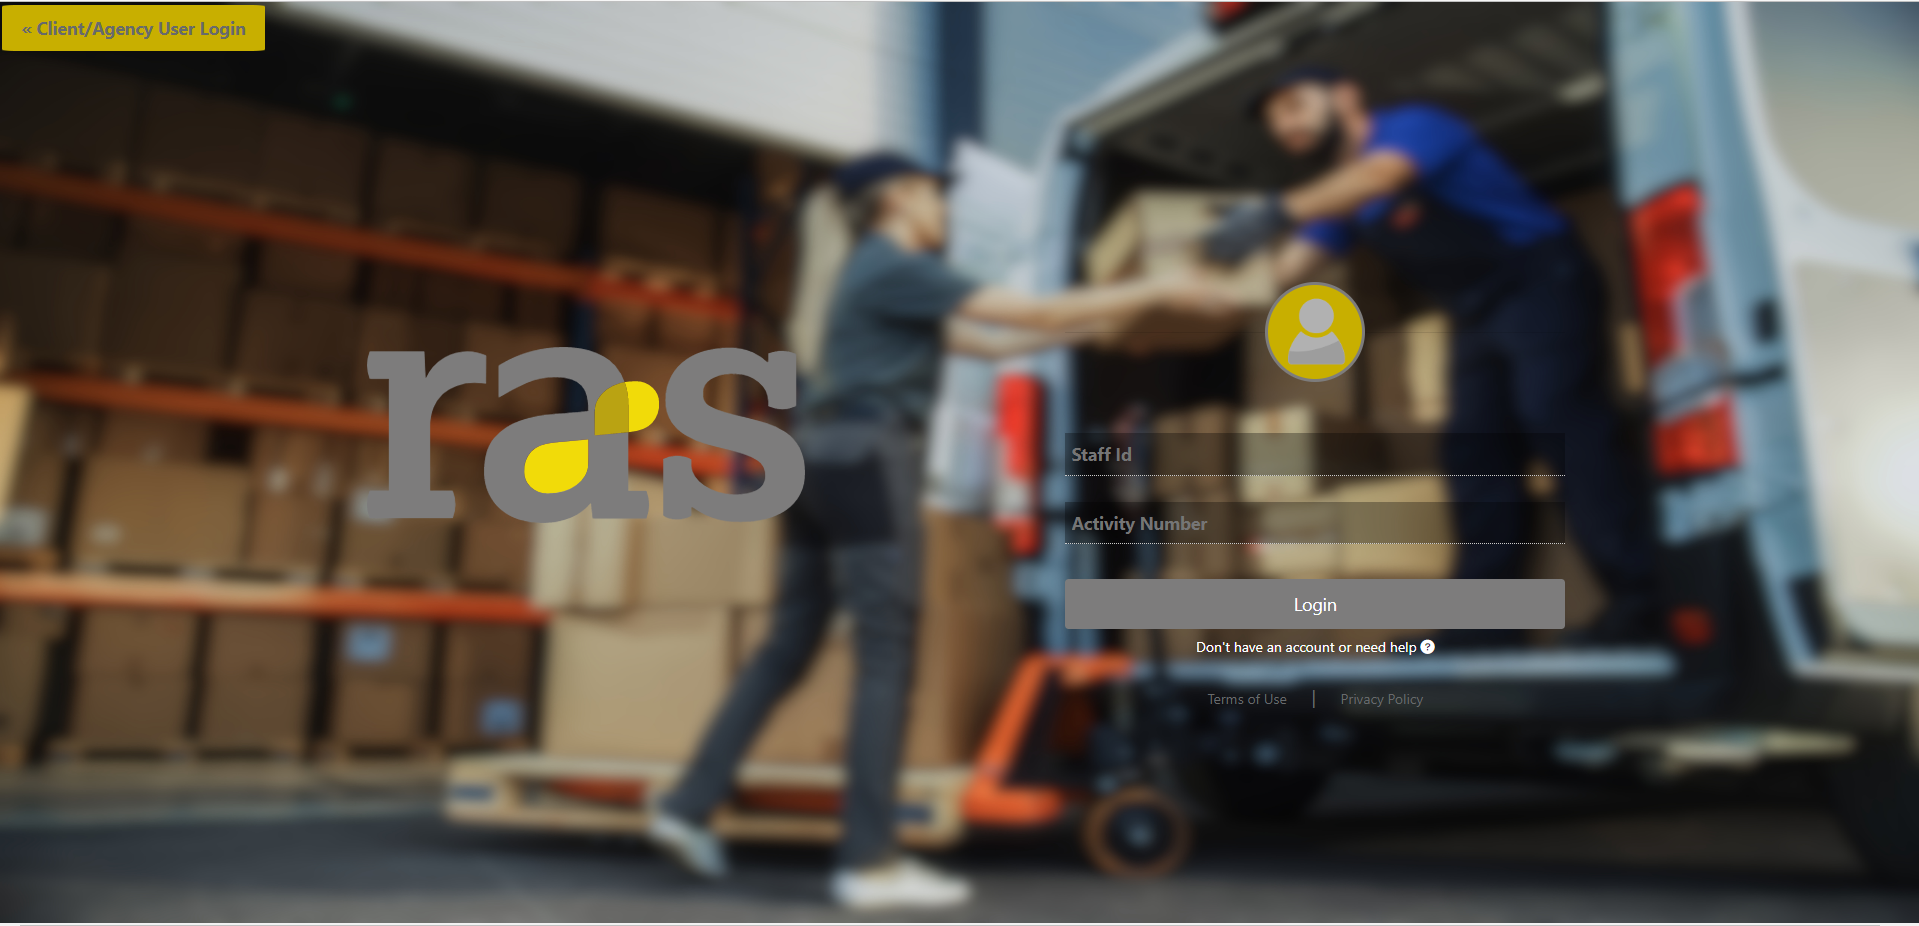 « Client/Agency User Login
ras
Staff Id
Activity Number
Login
Don't have an account or need help ?
Terms of Use | Privacy Policy